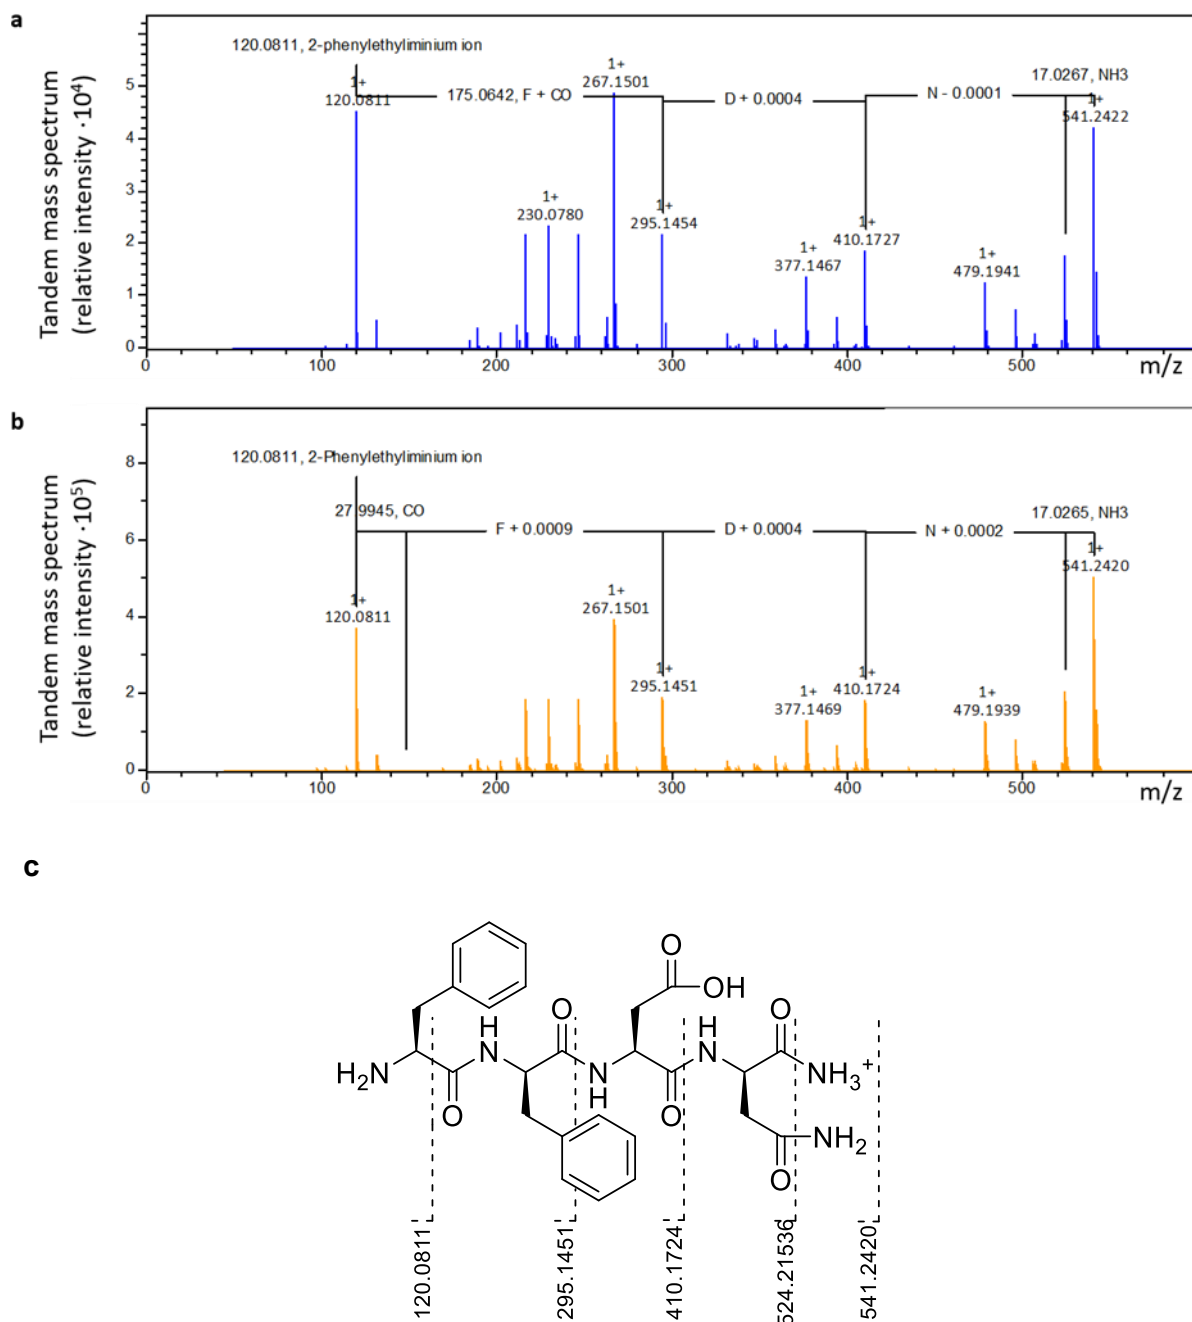 a
Tandem mass spectrum
(relative intensity ·10⁴)
120.0811, 2-phenylethyliminium ion
1+
120.0811
175.0642, F + CO
1+
267.1501
D + 0.0004
N - 0.0001
17.0267, NH3
1+
541.2422
1+
230.0780
1+
295.1454
1+
377.1467
1+
410.1727
1+
479.1941
5
4
3
2
1
0
0 100 200 300 400 500 m/z
b
Tandem mass spectrum
(relative intensity ·10⁵)
120.0811, 2-Phenylethyliminium ion
27.9945, CO
F + 0.0009
D + 0.0004
N + 0.0002
17.0265, NH3
1+
541.2420
1+
120.0811
1+
267.1501
1+
295.1451
1+
377.1469
1+
410.1724
1+
479.1939
8
6
4
2
0
0 100 200 300 400 500 m/z
c
O
OH
O
H
N
O
H
N
H₂N
O
N
H
O
NH₃⁺
NH₂
O
120.0811
295.1451
410.1724
524.21536
541.2420